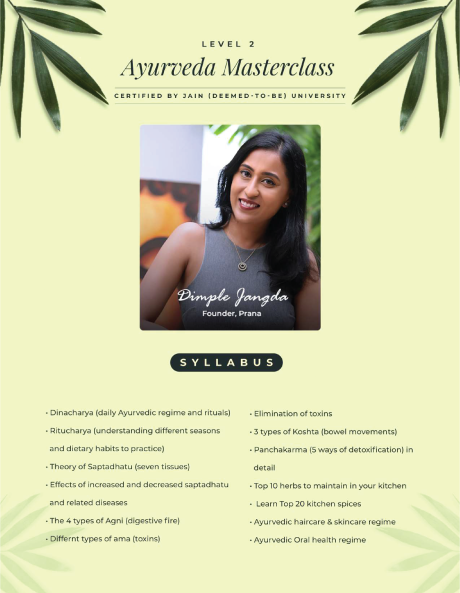 LEVEL 2
Ayurveda Masterclass
CERTIFIED BY JAIN (DEEMED-TO-BE) UNIVERSITY
Dimple Jangda
Founder, Prana
SYLLABUS
• Dinacharya (daily Ayurvedic regime and rituals)
• Ritucharya (understanding different seasons
and dietary habits to practice)
• Theory of Saptadhatu (seven tissues)
• Effects of increased and decreased saptadhatu
and related diseases
• The 4 types of Agni (digestive fire)
• Differnt types of ama (toxins)
• Elimination of toxins
• 3 types of Koshta (bowel movements)
• Panchakarma (5 ways of detoxification) in
detail
• Top 10 herbs to maintain in your kitchen
• Learn Top 20 kitchen spices
• Ayurvedic haircare & skincare regime
• Ayurvedic Oral health regime